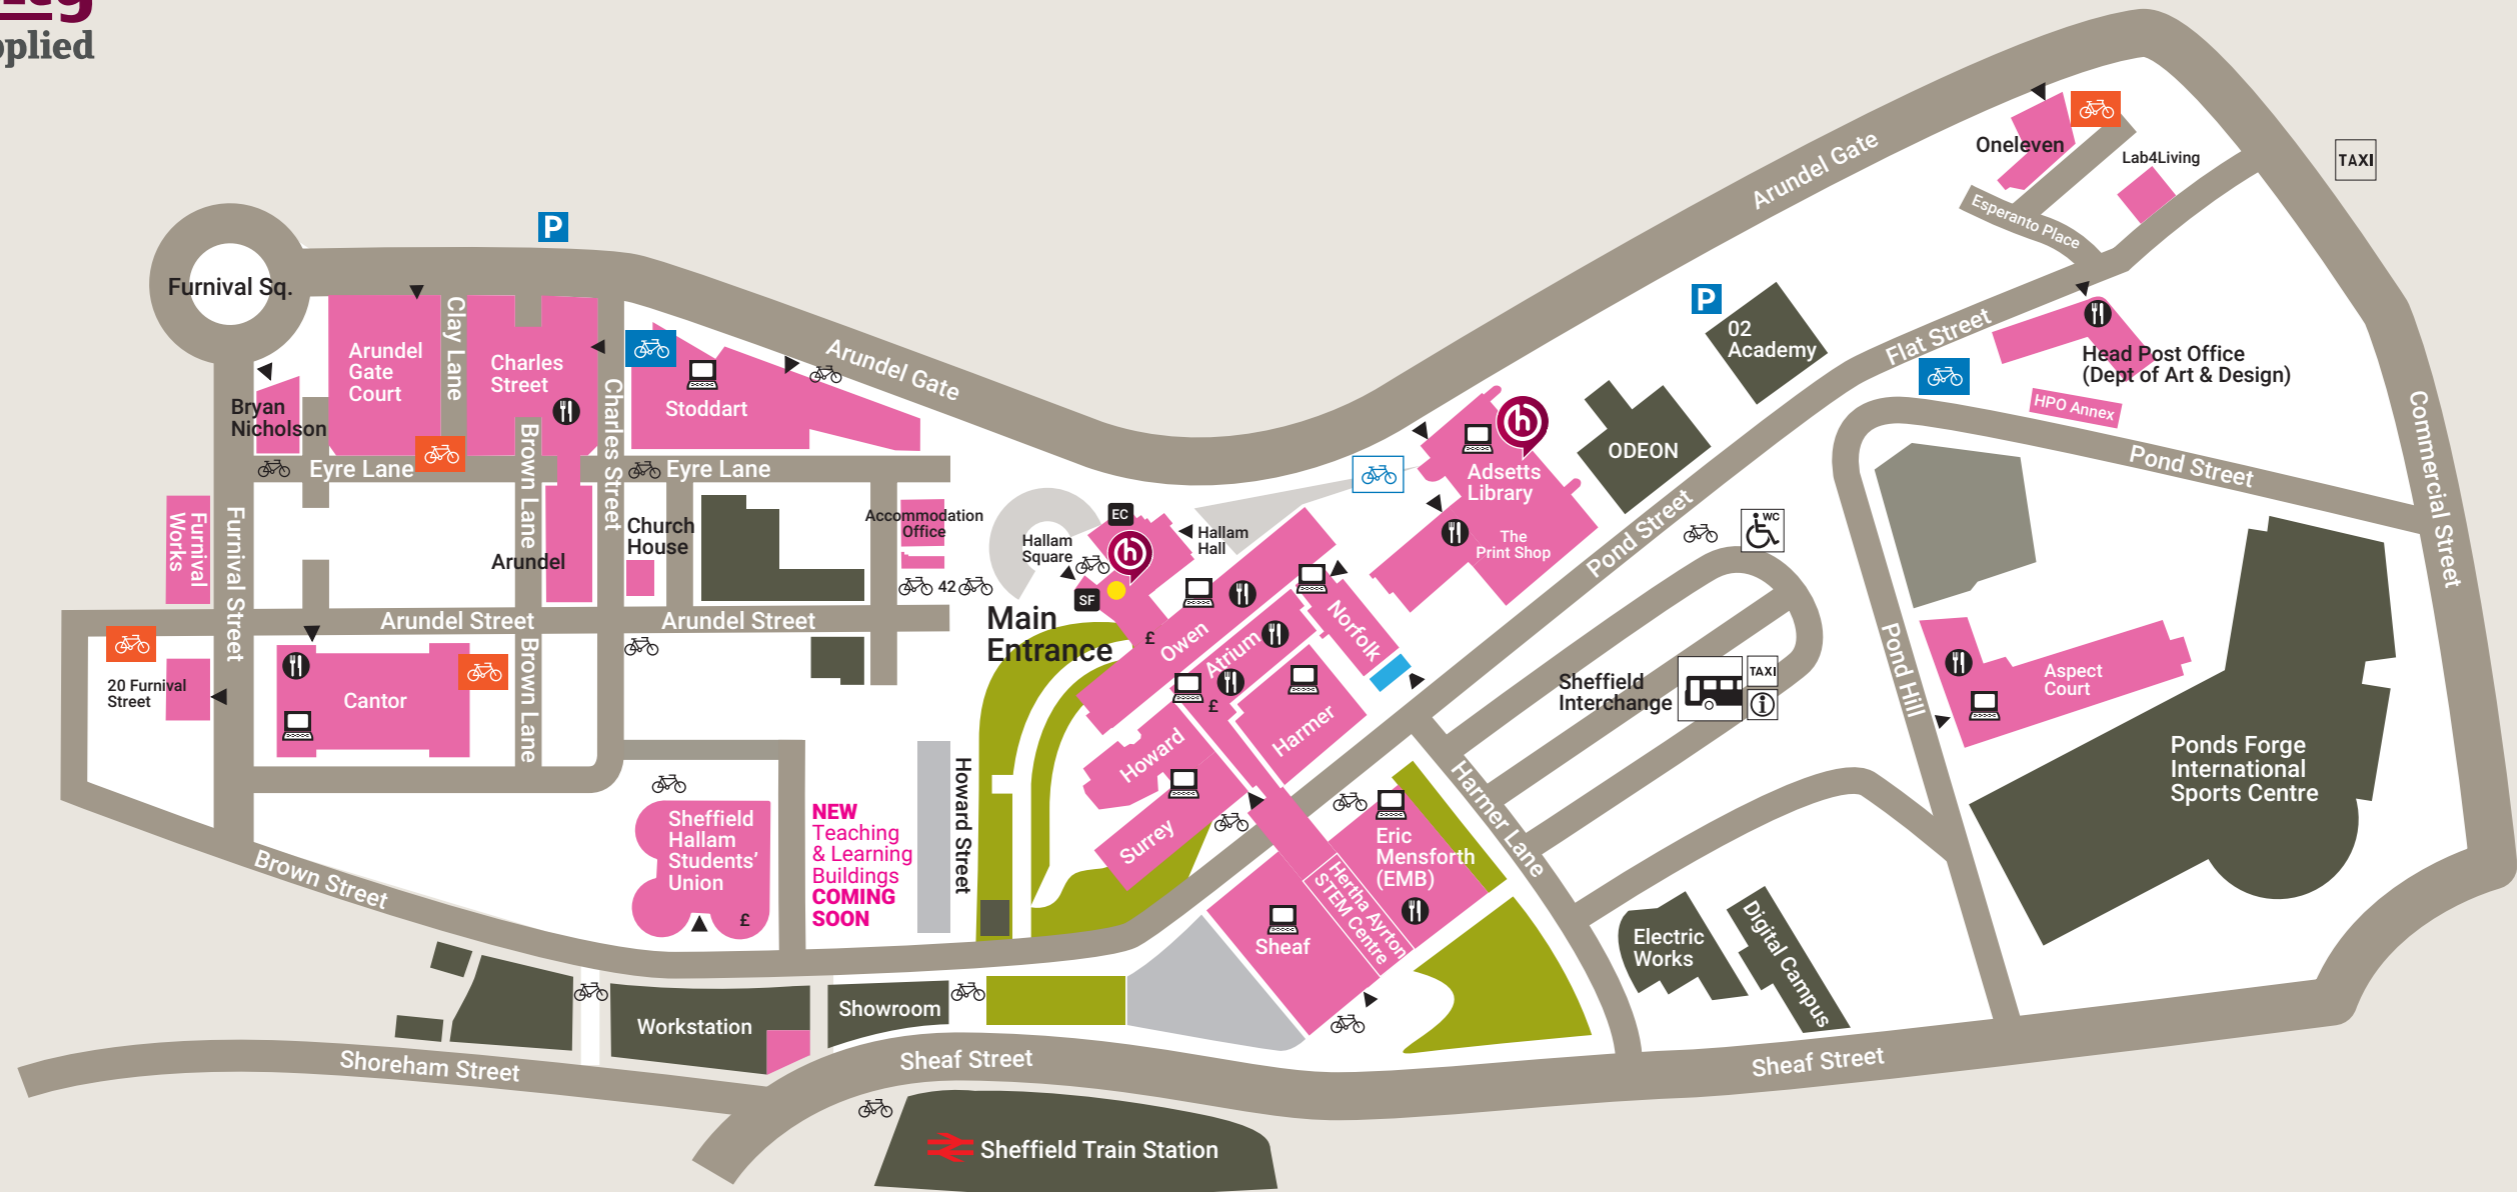 pplied
P
Furnival Sq.
Arundel
Gate
Court
Clay Lane
Charles
Street
Charles Street
Stoddart
Arundel Gate
Bryan
Nicholson
Eyre Lane
Eyre Lane
Brown Lane
Furnival
Works
Furnival Street
Arundel
Church
House
Accommodation
Office
42
Arundel Street
Arundel Street
20 Furnival
Street
Cantor
Brown Lane
Brown Street
Sheffield
Hallam
Students'
Union
£
NEW
Teaching
& Learning
Buildings
COMING
SOON
Howard Street
Workstation
Showroom
Shoreham Street
Sheaf Street
Sheffield Train Station
EC
Hallam
Square
h
Hallam
Hall
SF
Main
Entrance
£
Owen
Atrium
£
Norfolk
Harmer
Howard
Surrey
Sheaf
Hertha Ayrton
STEM Centre
Eric
Mensforth
(EMB)
Harmer Lane
h
Adsetts
Library
The
Print Shop
ODEON
P
02
Academy
Pond Street
Arundel Gate
Oneleven
Lab4Living
Esperanto Place
TAXI
Flat Street
Head Post Office
(Dept of Art & Design)
HPO Annex
Pond Street
Commercial Street
WC
Sheffield
Interchange
TAXI
i
Pond Hill
Aspect
Court
Ponds Forge
International
Sports Centre
Electric
Works
Digital Campus
Sheaf Street